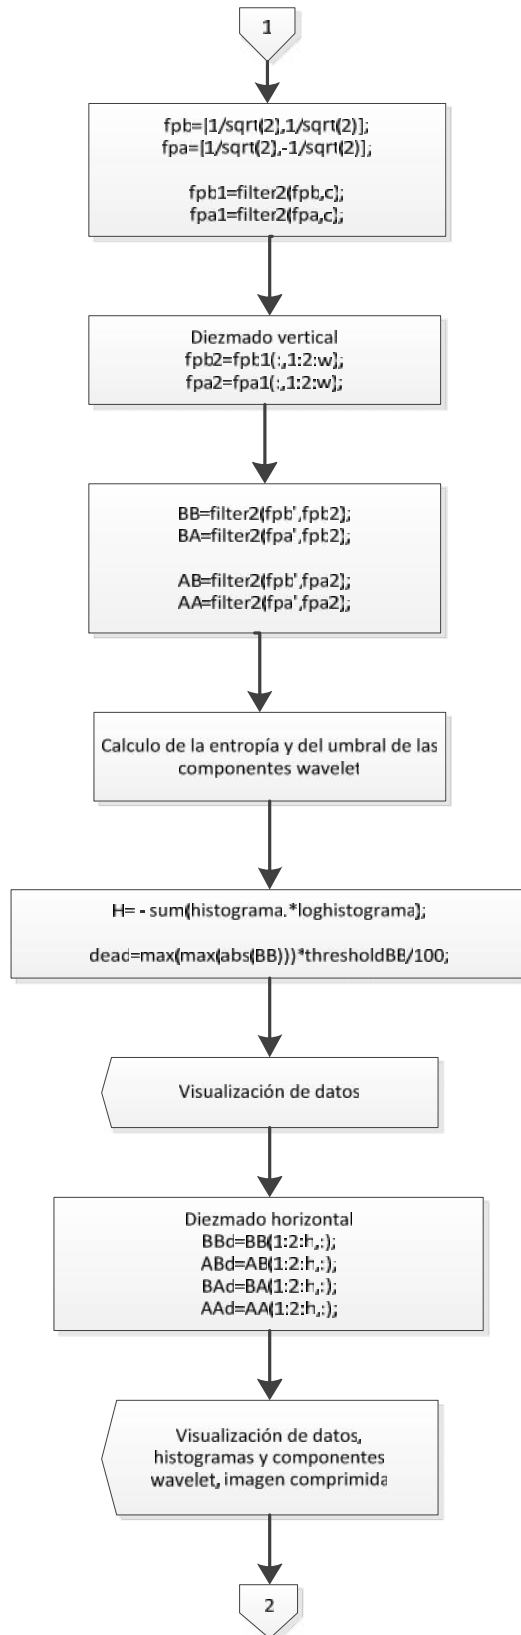 1
fpb=[1/sqrt(2),1/sqrt(2)];
fpa=[1/sqrt(2),-1/sqrt(2)];
fpb1=filter2(fpb,c);
fpa1=filter2(fpa,c);
Diezmado vertical
fpb2=fpb1(:,1:2:w);
fpa2=fpa1(:,1:2:w);
BB=filter2(fpb',fpb2);
BA=filter2(fpa',fpb2);
AB=filter2(fpb',fpa2);
AA=filter2(fpa',fpa2);
Calculo de la entropía y del umbral de las
componentes wavelet
H= - sum(histograma.*loghistograma);
dead=max(max(abs(BB)))*thresholdBB/100;
Visualización de datos
Diezmado horizontal
BBd=BB(1:2:h,:);
ABd=AB(1:2:h,:);
BAd=BA(1:2:h,:);
AAd=AA(1:2:h,:);
Visualización de datos,
histogramas y componentes
wavelet, imagen comprimida
2